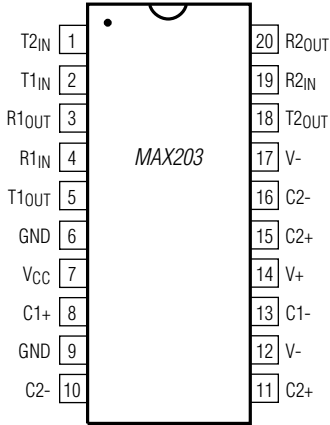 T2IN 1 20 R2OUT
T1IN 2 19 R2IN
R1OUT 3 18 T2OUT
R1IN 4 MAX203 17 V-
T1OUT 5 16 C2-
GND 6 15 C2+
VCC 7 14 V+
C1+ 8 13 C1-
GND 9 12 V-
C2- 10 11 C2+